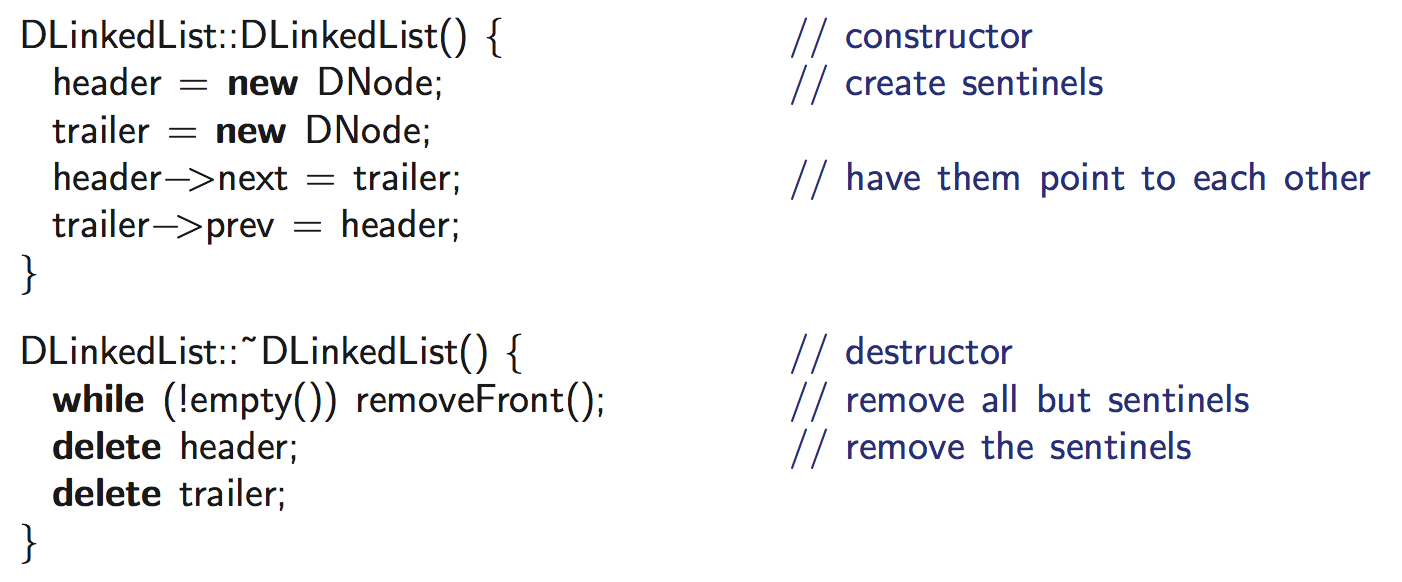 DLinkedList::DLinkedList() { // constructor
header = new DNode; // create sentinels
trailer = new DNode;
header−>next = trailer; // have them point to each other
trailer−>prev = header;
}
DLinkedList::~DLinkedList() { // destructor
while (!empty()) removeFront(); // remove all but sentinels
delete header; // remove the sentinels
delete trailer;
}